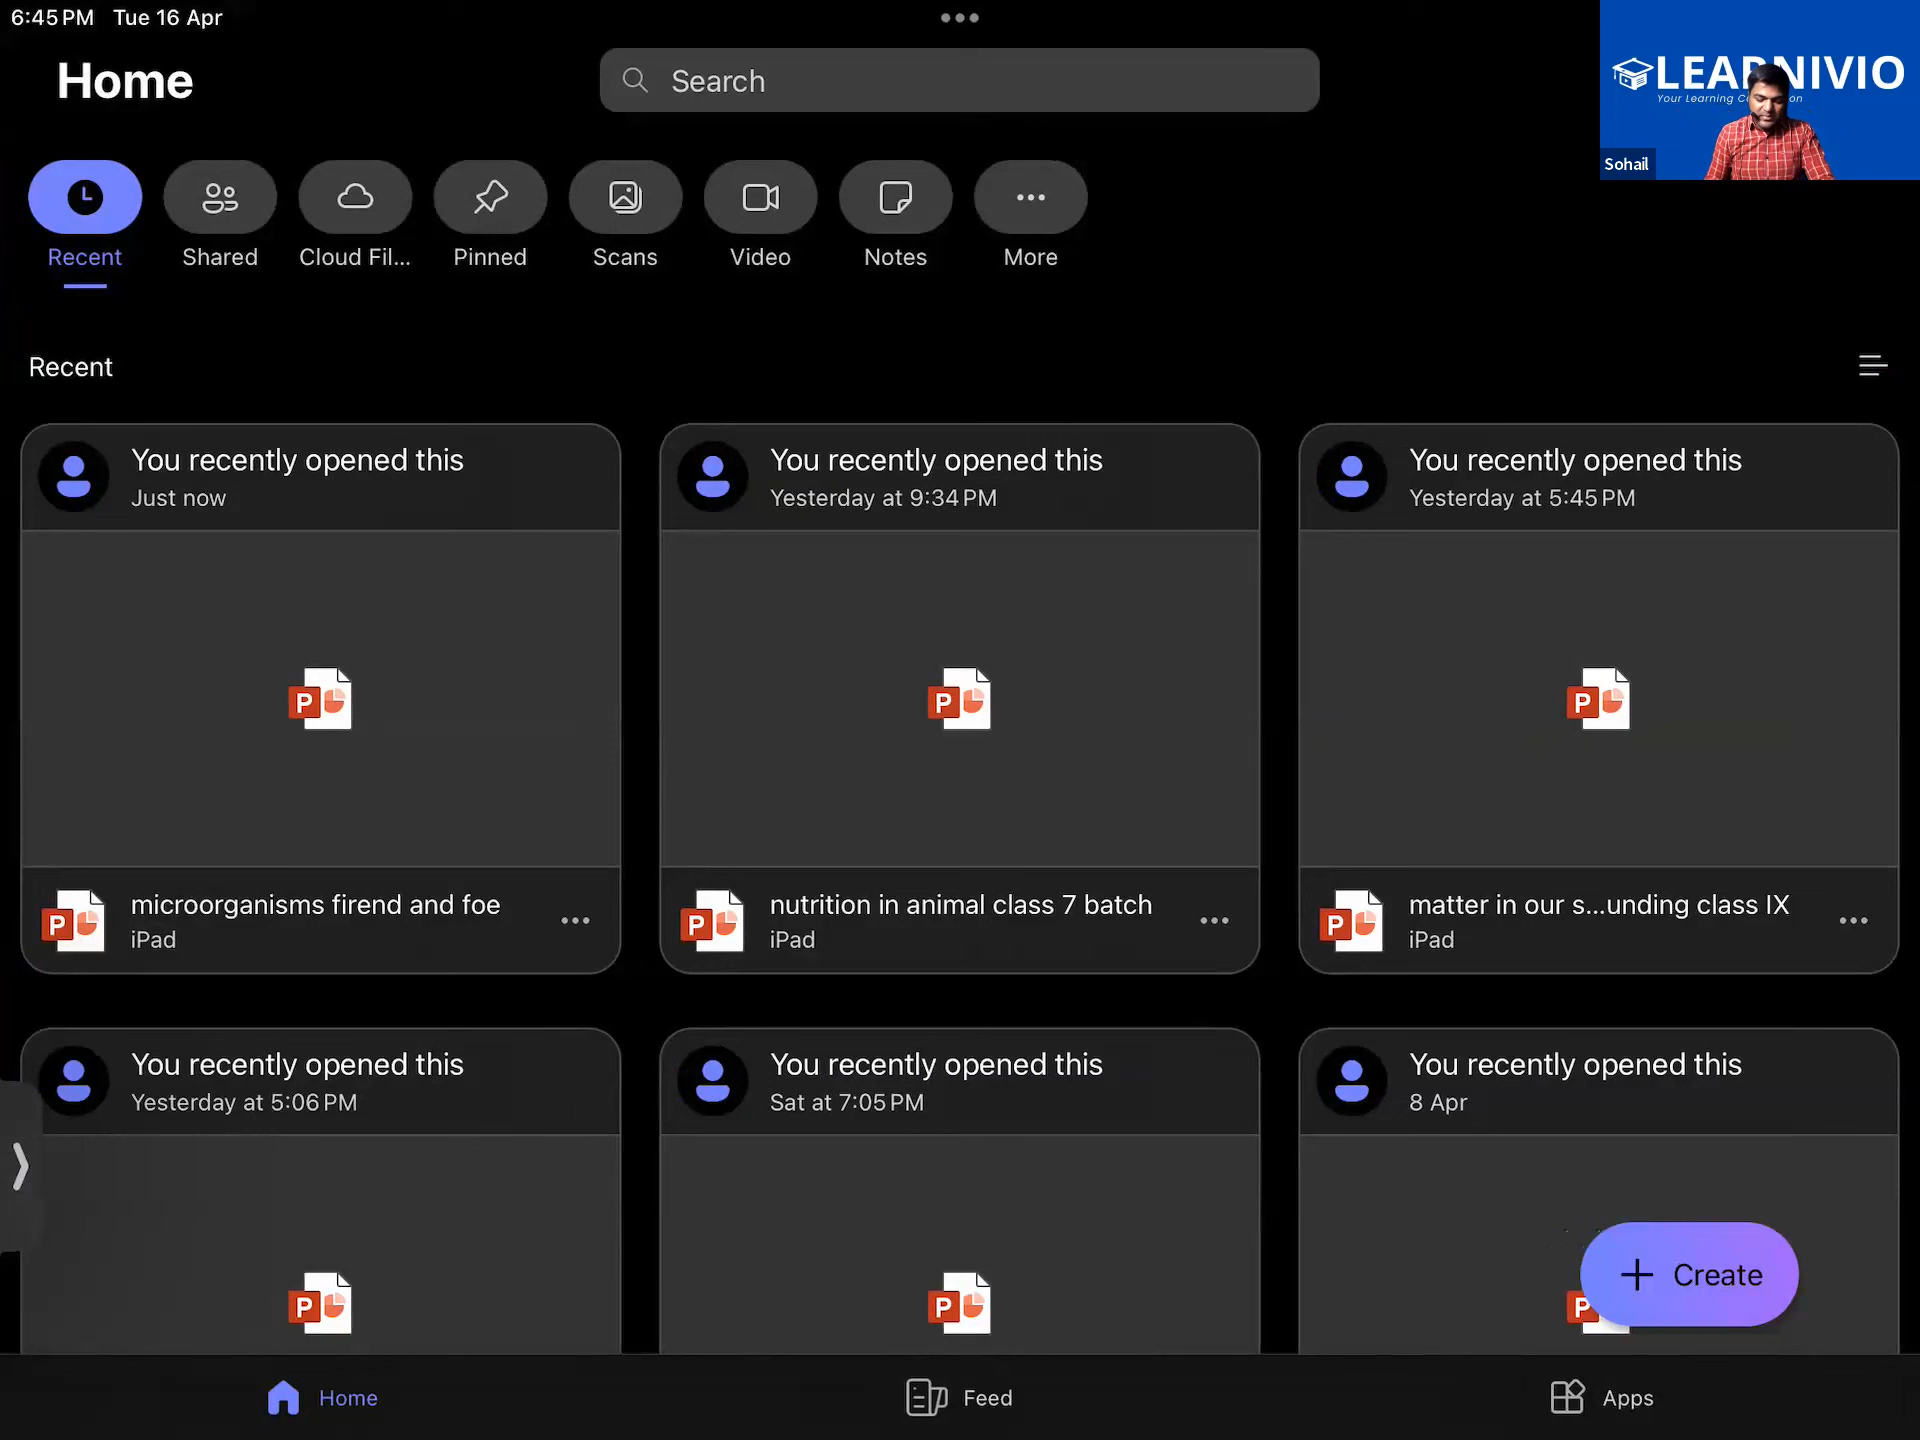 6:45 PM Tue 16 Apr
Home
Search
LEARNIVIO
Your Learning
Sohail
Recent
Shared
Cloud Fil...
Pinned
Scans
Video
Notes
More
Recent
You recently opened this
Just now
You recently opened this
Yesterday at 9:34 PM
You recently opened this
Yesterday at 5:45 PM
P
P
P
P
microorganisms firend and foe
iPad
P
nutrition in animal class 7 batch
iPad
P
matter in our s...unding class IX
iPad
You recently opened this
Yesterday at 5:06 PM
You recently opened this
Sat at 7:05 PM
You recently opened this
8 Apr
P
P
P
Create
Home
Feed
Apps